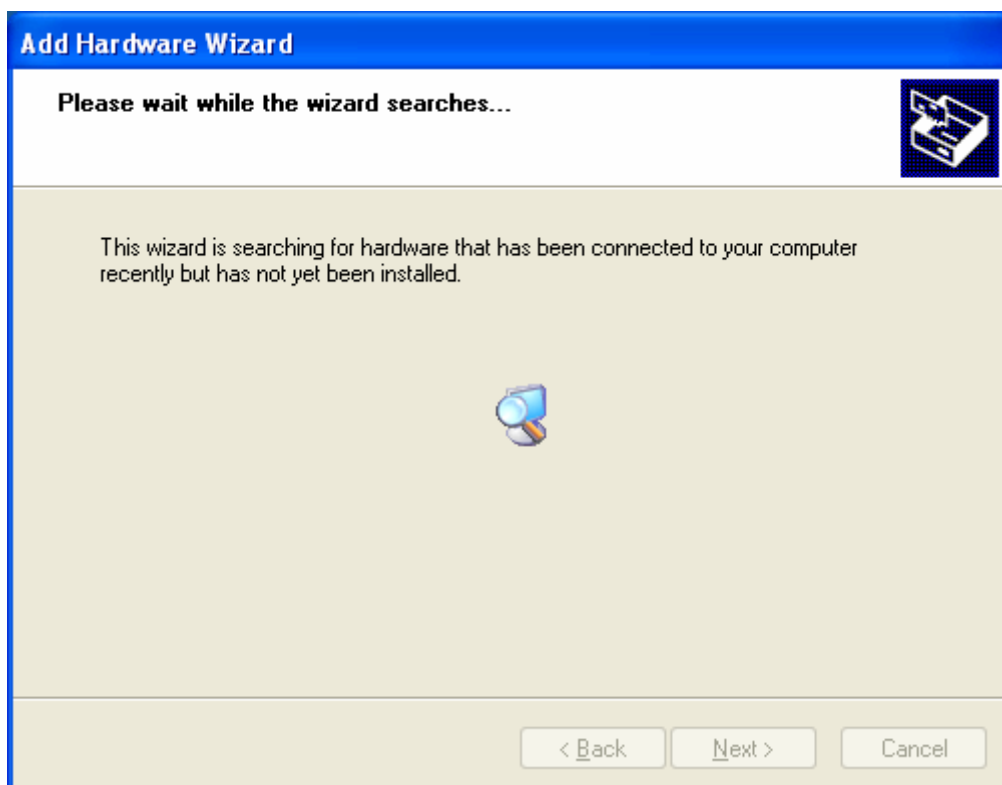 Add Hardware Wizard
Please wait while the wizard searches...
This wizard is searching for hardware that has been connected to your computer
recently but has not yet been installed.
< Back Next > Cancel